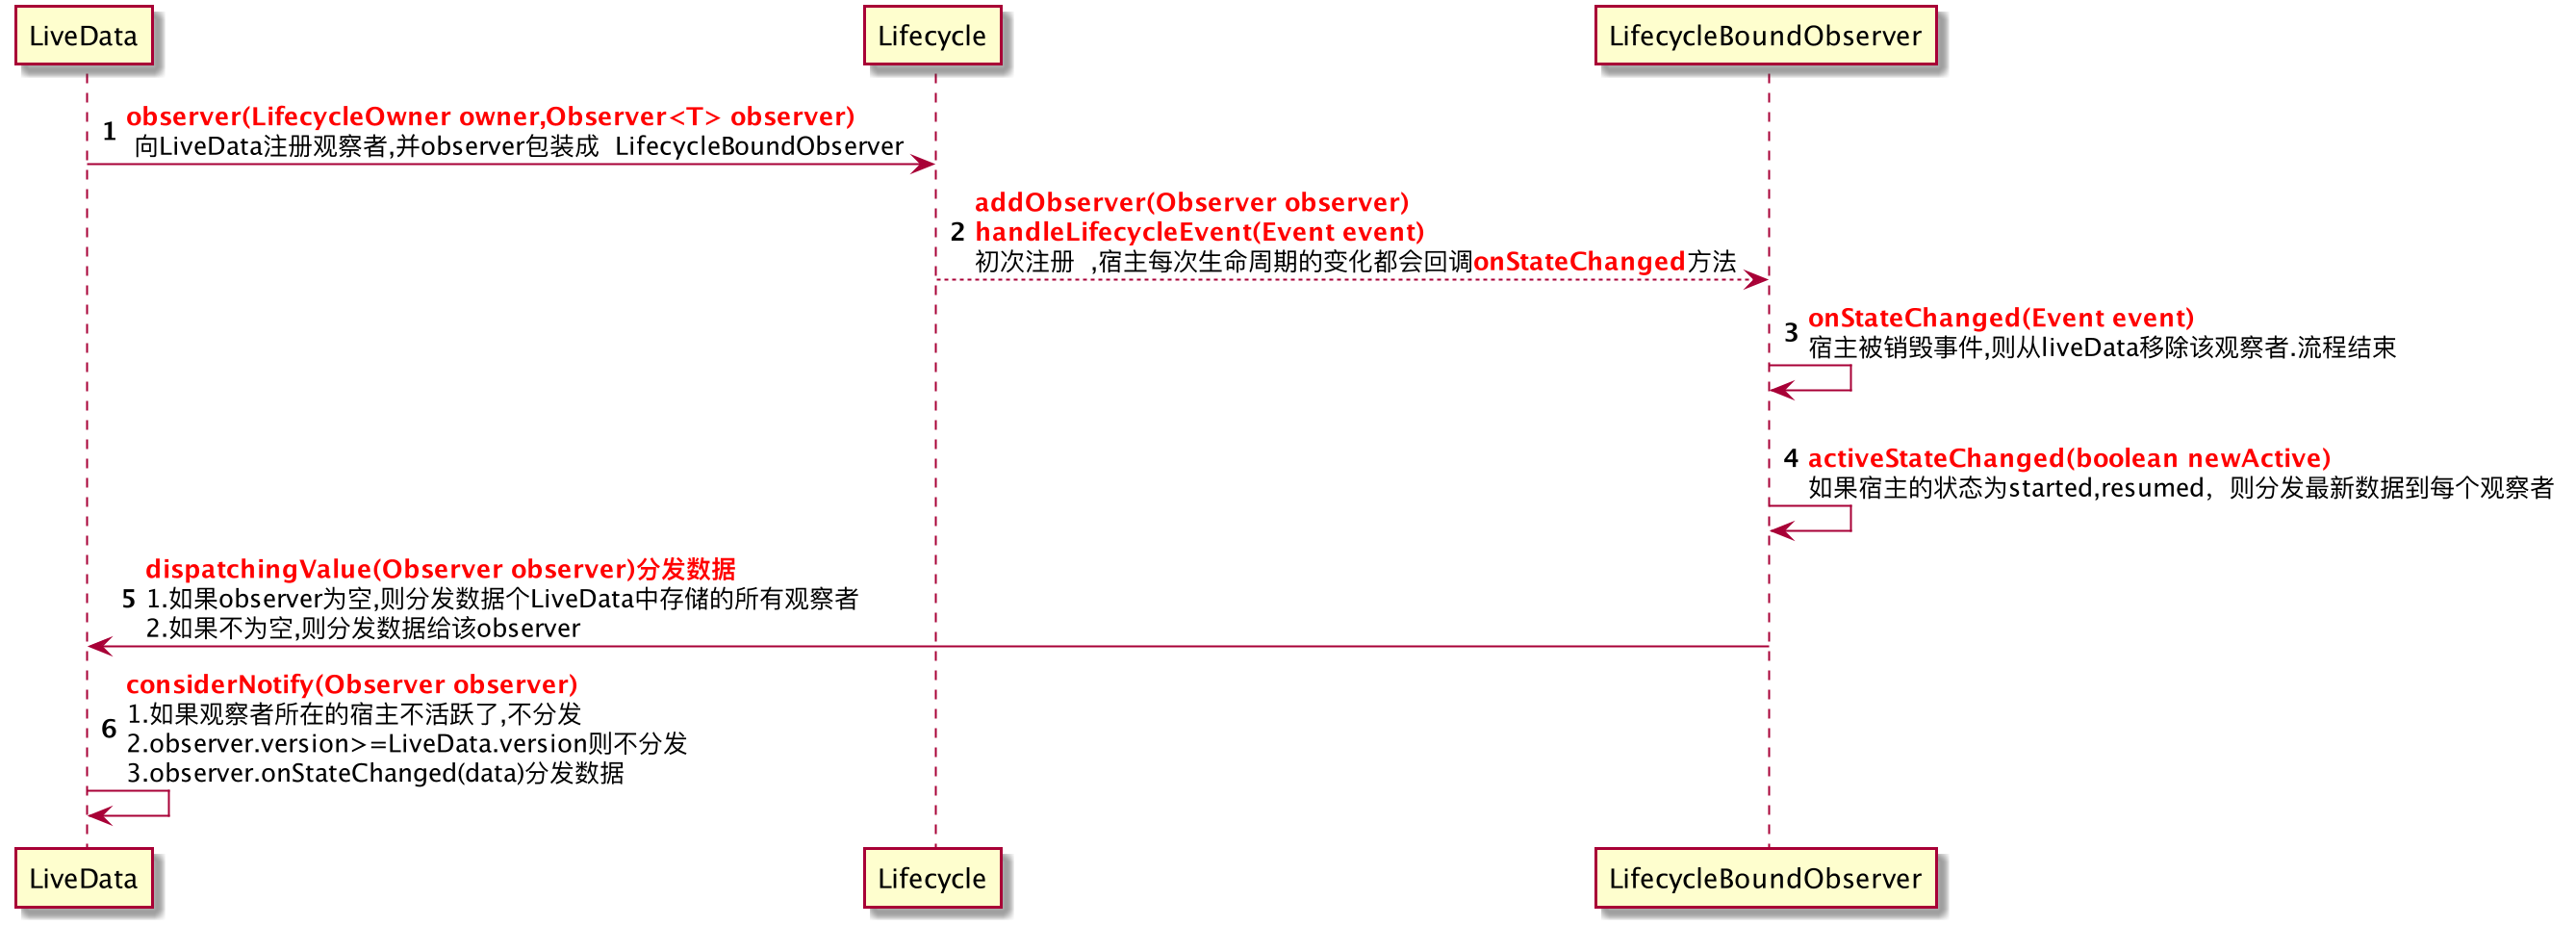 LiveData
Lifecycle
LifecycleBoundObserver
1
observer(LifecycleOwner owner,Observer<T> observer)
向LiveData注册观察者,并observer包装成 LifecycleBoundObserver
2
addObserver(Observer observer)
handleLifecycleEvent(Event event)
初次注册 ,宿主每次生命周期的变化都会回调onStateChanged方法
3
onStateChanged(Event event)
宿主被销毁事件,则从liveData移除该观察者.流程结束
4
activeStateChanged(boolean newActive)
如果宿主的状态为started,resumed，则分发最新数据到每个观察者
5
dispatchingValue(Observer observer)分发数据
1.如果observer为空,则分发数据个LiveData中存储的所有观察者
2.如果不为空,则分发数据给该observer
6
considerNotify(Observer observer)
1.如果观察者所在的宿主不活跃了,不分发
2.observer.version>=LiveData.version则不分发
3.observer.onStateChanged(data)分发数据
LiveData
Lifecycle
LifecycleBoundObserver